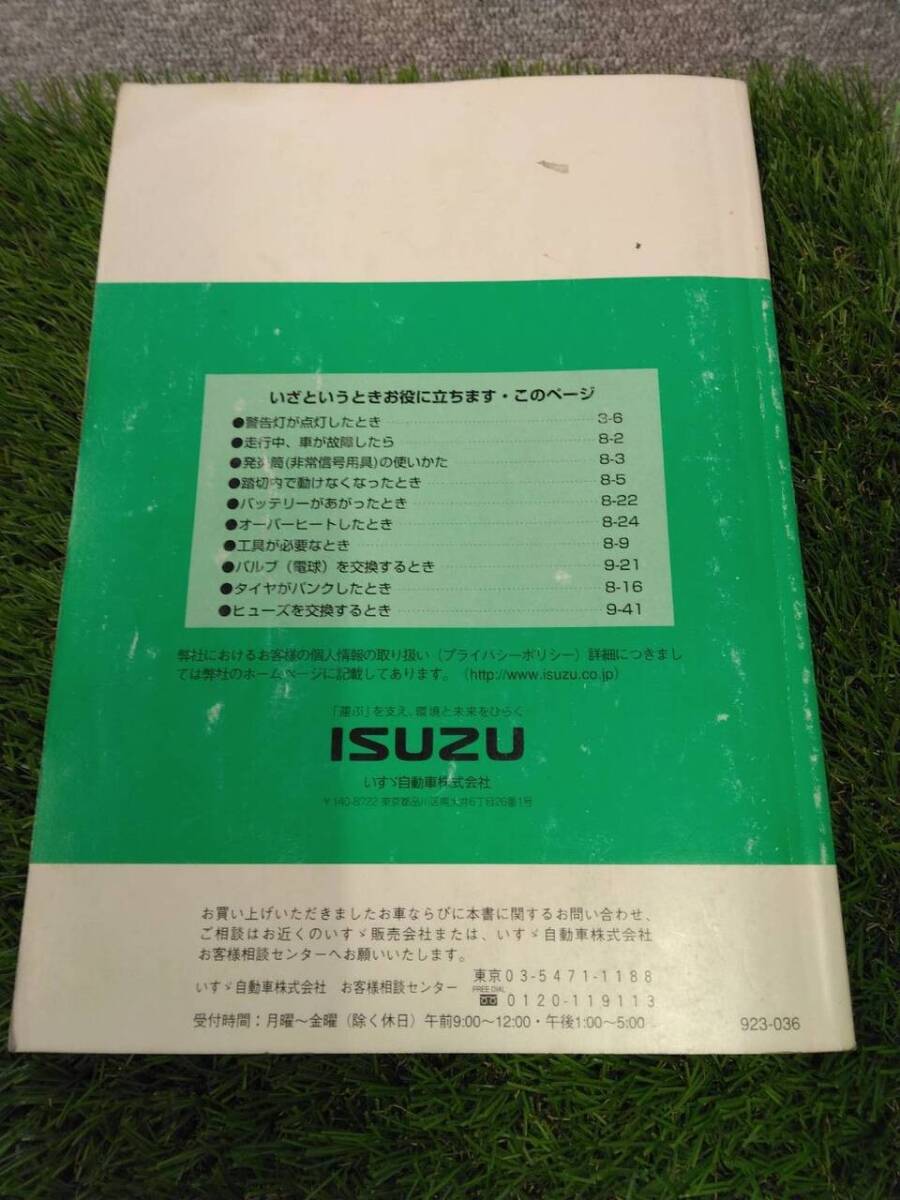 いざというときお役に立ちます・このページ
●警告灯が点灯したとき 3-6
●走行中、車が故障したら 8-2
●発炎筒(非常信号用具)の使いかた 8-3
●踏切内で動けなくなったとき 8-5
●バッテリーがあがったとき 8-22
●オーバーヒートしたとき 8-24
●工具が必要なとき 8-9
●バルブ（電球）を交換するとき 9-21
●タイヤがパンクしたとき 8-16
●ヒューズを交換するとき 9-41
弊社におけるお客様の個人情報の取り扱い（プライバシーポリシー）詳細につきまし
ては弊社のホームページに記載してあります。（http://www.isuzu.co.jp）
「運ぶ」を支え、環境と未来をひらく
ISUZU
いすゞ自動車株式会社
〒140-8722 東京都品川区南大井6丁目26番1号
お買い上げいただきましたお車ならびに本書に関するお問い合わせ、
ご相談はお近くのいすゞ販売会社または、いすゞ自動車株式会社
お客様相談センターへお願いいたします。
いすゞ自動車株式会社 お客様相談センター
東京03-5471-1188
FREE DIAL
0120-119113
受付時間：月曜～金曜（除く休日）午前9:00～12:00・午後1:00～5:00
923-036